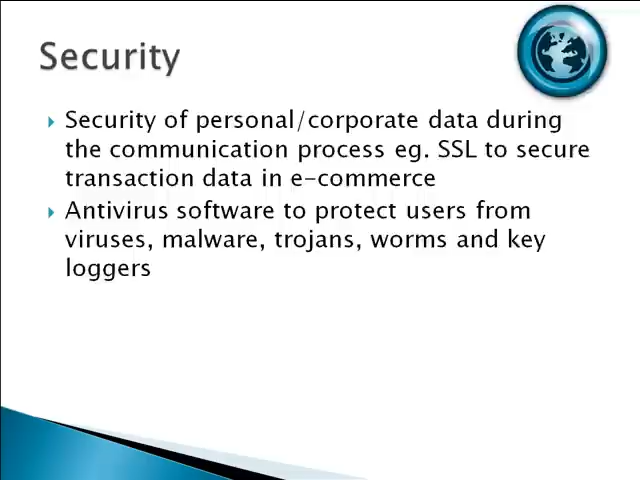 Security
Security of personal/corporate data during
the communication process eg. SSL to secure
transaction data in e-commerce
Antivirus software to protect users from
viruses, malware, trojans, worms and key
loggers